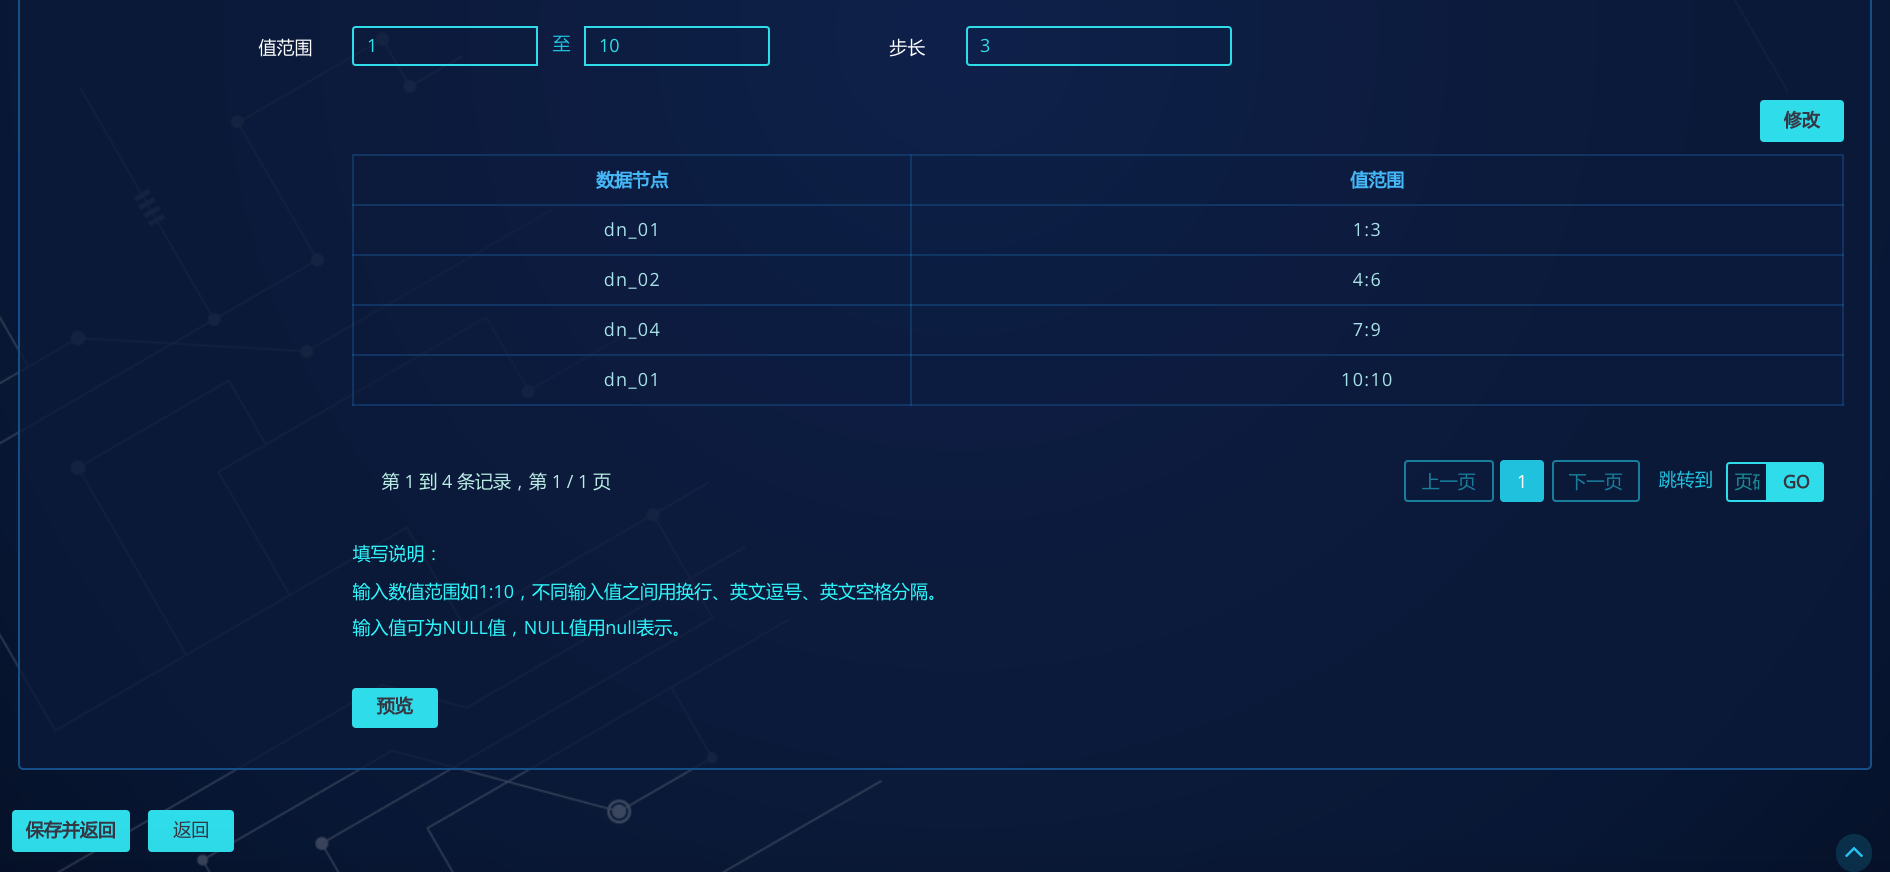 值范围 1 至 10 步长 3
修改
数据节点 值范围
dn_01 1:3
dn_02 4:6
dn_04 7:9
dn_01 10:10
第 1 到 4 条记录，第 1 / 1 页 上一页 1 下一页 跳转到 页码 GO
填写说明：
输入数值范围如1:10，不同输入值之间用换行、英文逗号、英文空格分隔。
输入值可为NULL值，NULL值用null表示。
预览
保存并返回 返回